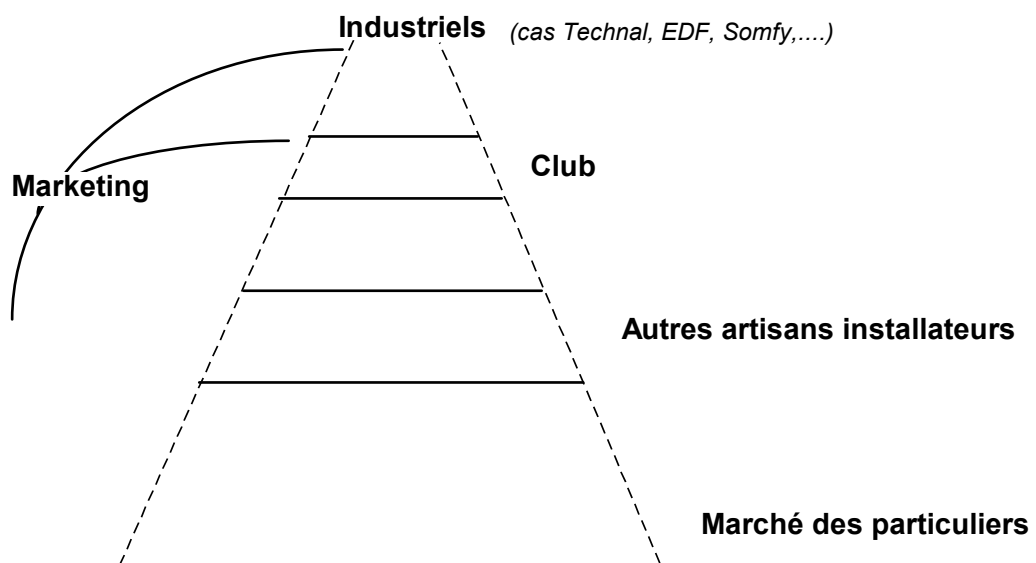 Industriels (cas Technal, EDF, Somfy,....)
Club
Marketing
Autres artisans installateurs
Marché des particuliers